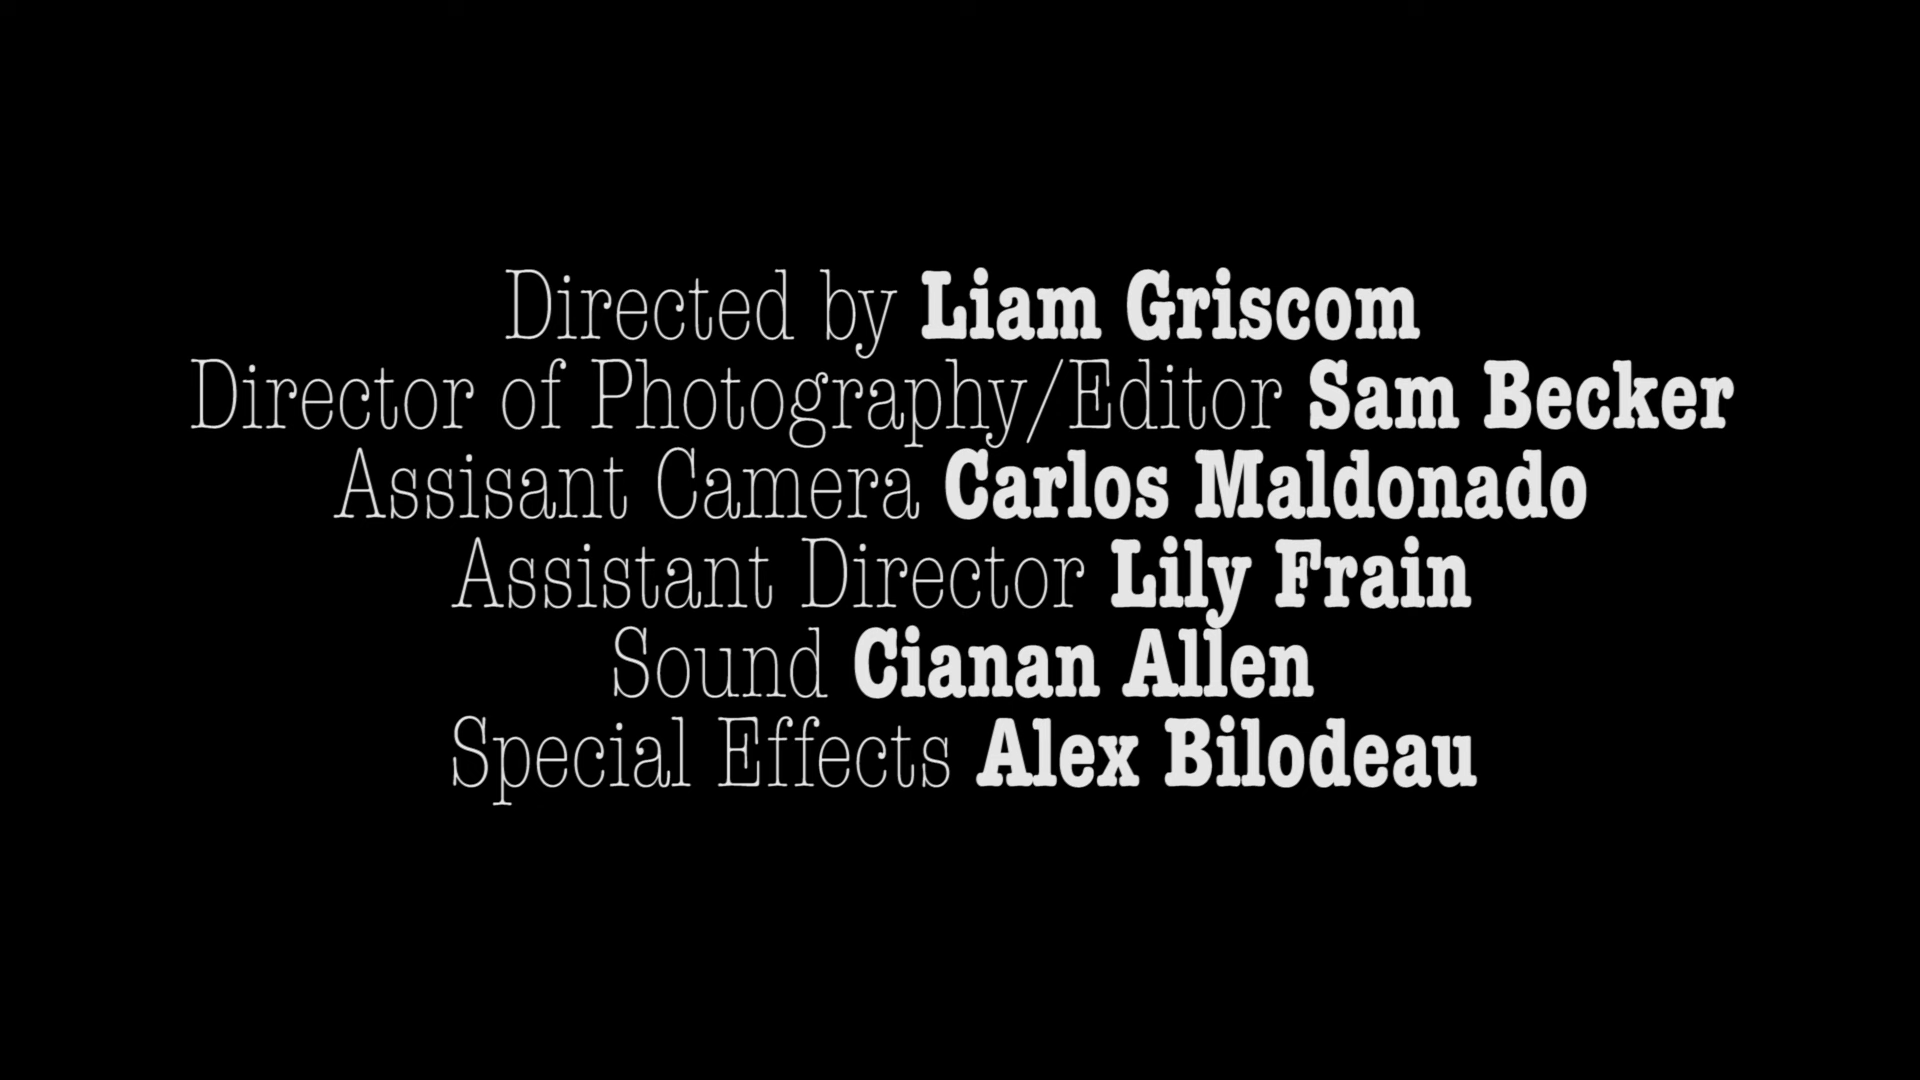 Directed by Liam Griscom
Director of Photography/Editor Sam Becker
Assisant Camera Carlos Maldonado
Assistant Director Lily Frain
Sound Cianan Allen
Special Effects Alex Bilodeau